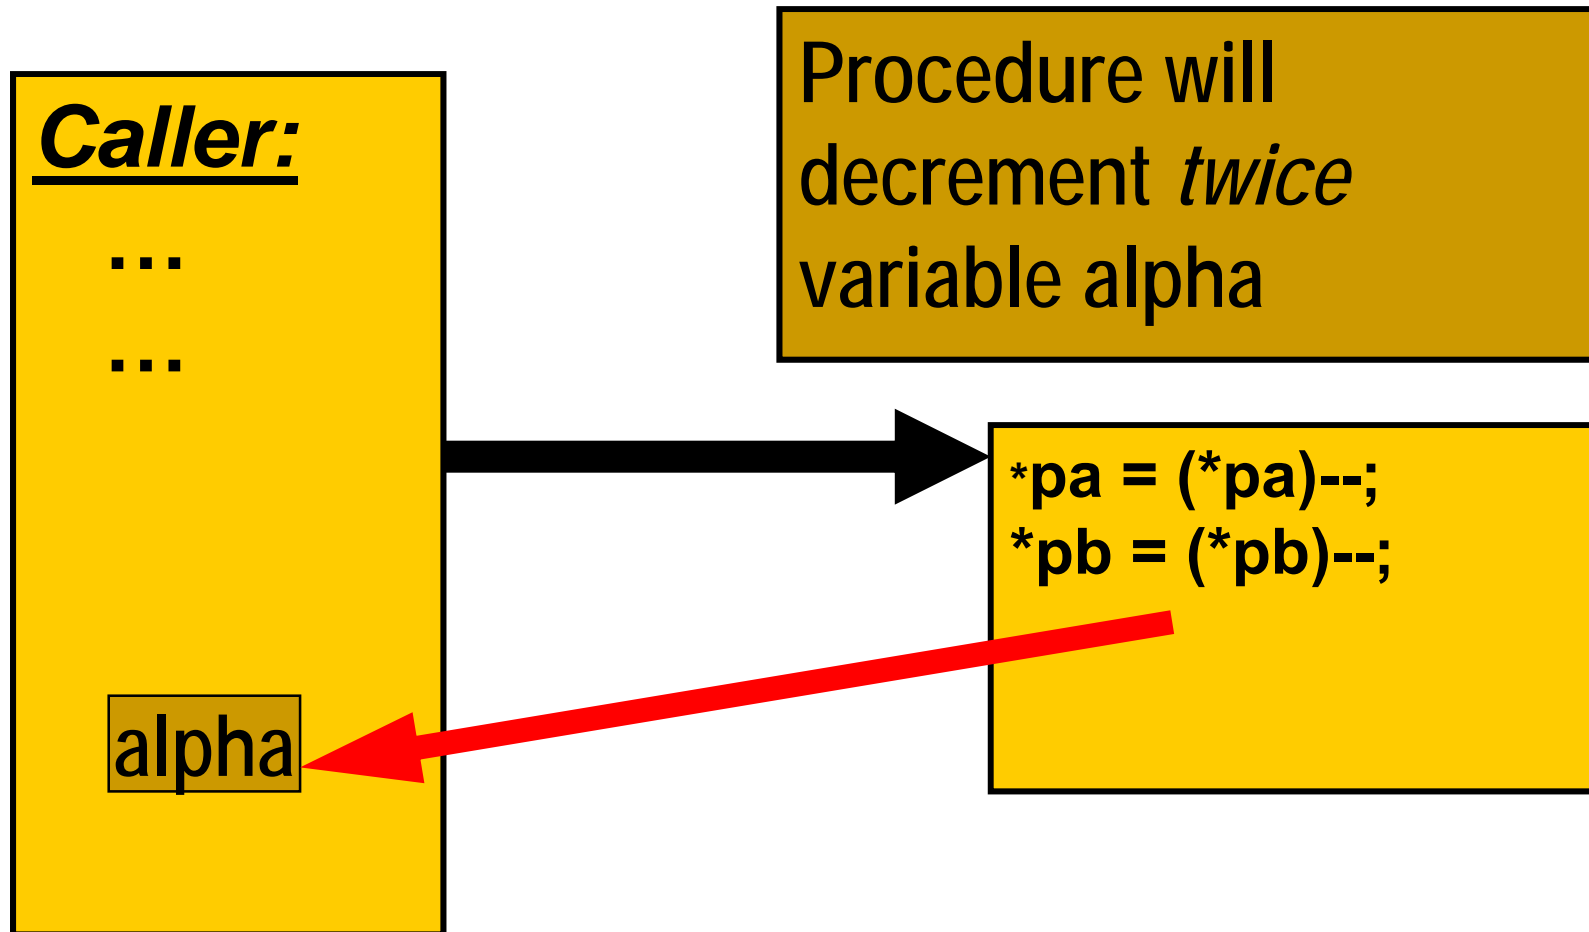 Caller:
…
…
alpha
Procedure will
decrement twice
variable alpha
*pa = (*pa)--;
*pb = (*pb)--;